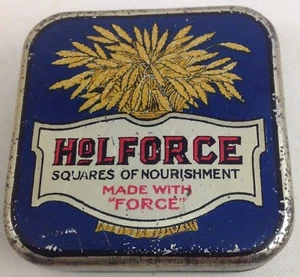 HOLFORCE
SQUARES OF NOURISHMENT
MADE WITH
"FORCE"